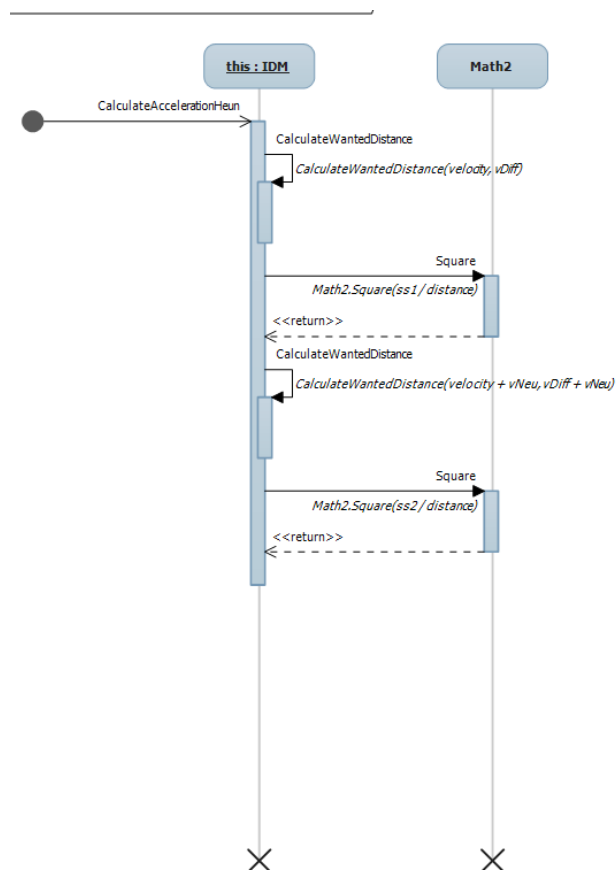 this : IDM
Math2
CalculateAccelerationHeun
CalculateWantedDistance
CalculateWantedDistance(velocity, vDiff)
Square
Math2.Square(ss1 / distance)
<<return>>
CalculateWantedDistance
CalculateWantedDistance(velocity + vNeu, vDiff + vNeu)
Square
Math2.Square(ss2 / distance)
<<return>>